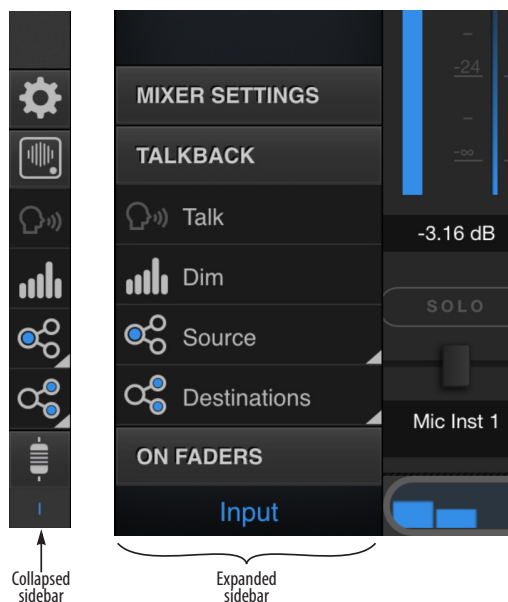 MIXER SETTINGS
TALKBACK
Talk
Dim
Source
Destinations
ON FADERS
Input
I
-24
-∞
-3.16 dB
SOLO
Mic Inst 1
Collapsed
sidebar
Expanded
sidebar